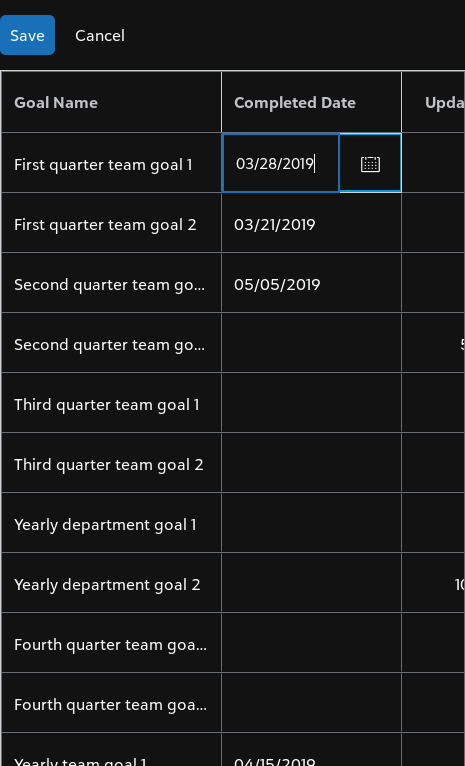 Save Cancel
Goal Name Completed Date Upda
First quarter team goal 1 03/28/2019
First quarter team goal 2 03/21/2019
Second quarter team go... 05/05/2019
Second quarter team go...
Third quarter team goal 1
Third quarter team goal 2
Yearly department goal 1
Yearly department goal 2 10
Fourth quarter team goa...
Fourth quarter team goa...
Yearly team goal 1 04/15/2019